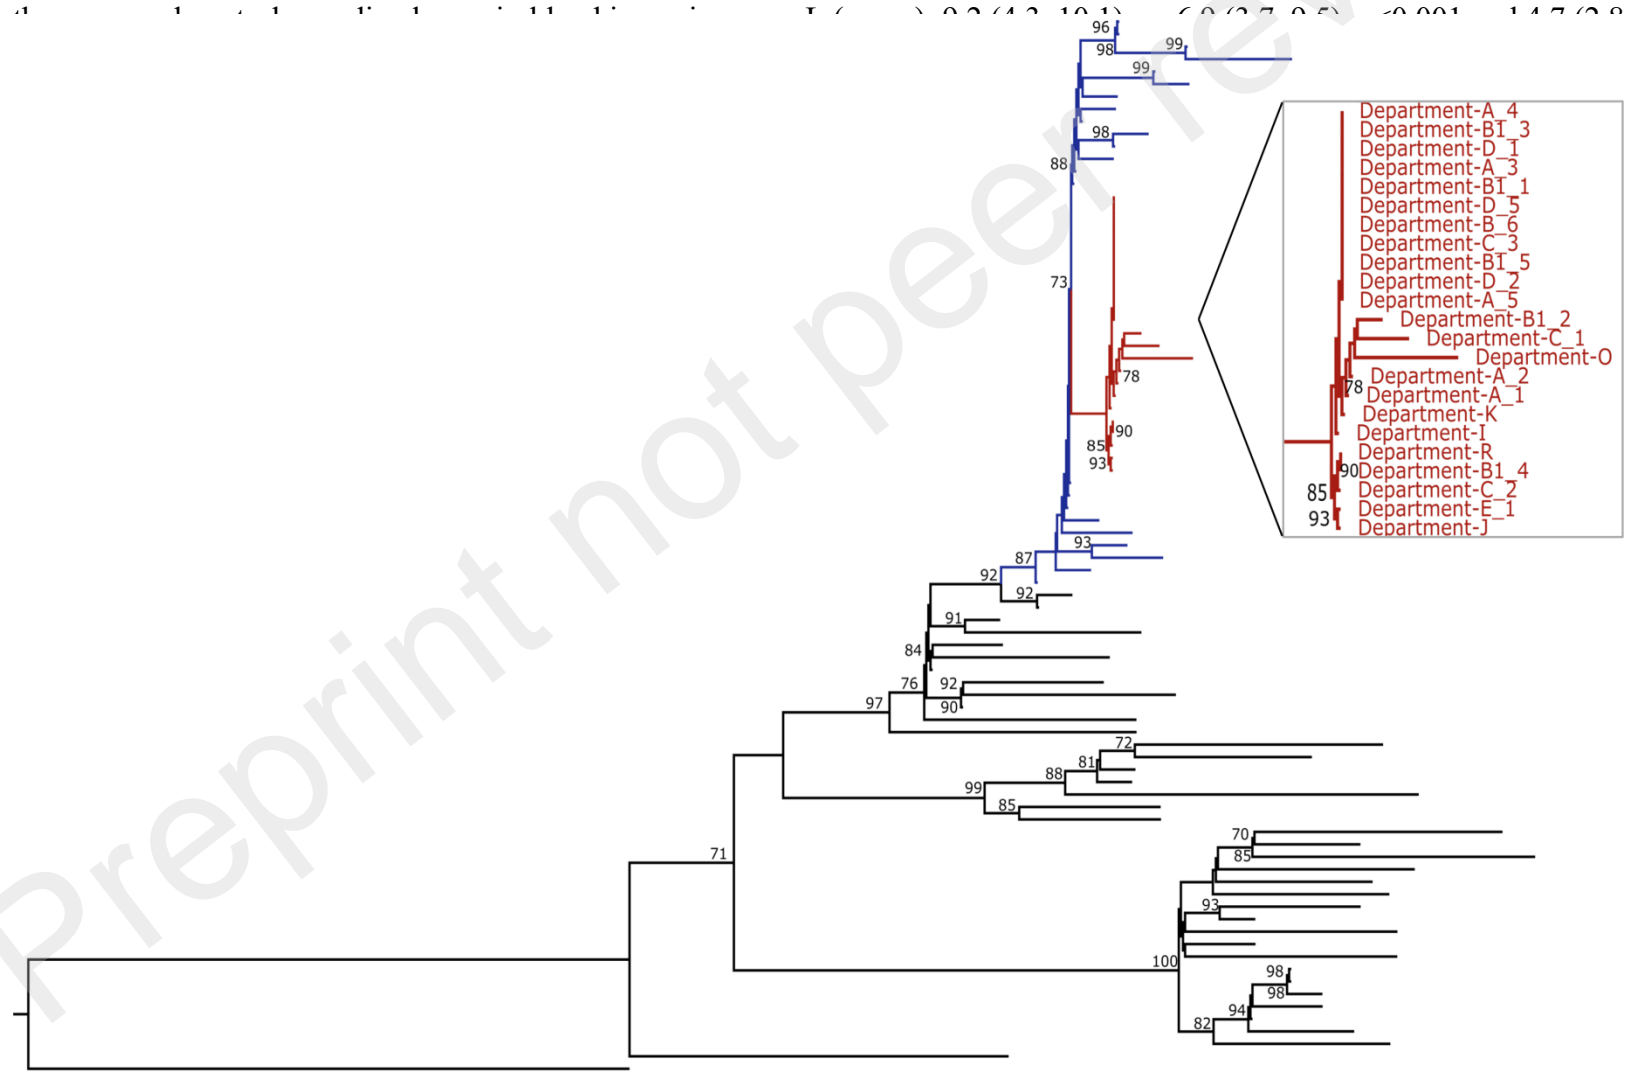 96
98
99
99
98
88
73
78
90
85
93
93
87
92
92
91
84
76
92
97
90
72
81
88
99
85
70
71
85
93
100
98
98
94
82
Department-A_4
Department-B1_3
Department-D_1
Department-A_3
Department-B1_1
Department-D_5
Department-B_6
Department-C_3
Department-B1_5
Department-D_2
Department-A_5
Department-B1_2
Department-C_1
Department-O
Department-A_2
78
Department-A_1
Department-K
Department-I
Department-R
90
Department-B1_4
85
Department-C_2
Department-E_1
93
Department-J
Preprint not peer rev